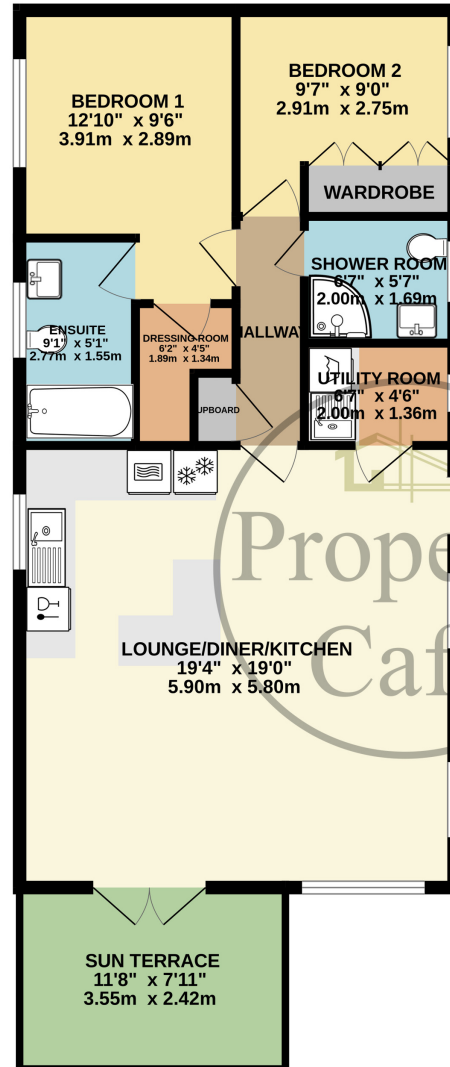 BEDROOM 1
12'10" x 9'6"
3.91m x 2.89m
BEDROOM 2
9'7" x 9'0"
2.91m x 2.75m
WARDROBE
SHOWER ROOM
6'7" x 5'7"
2.00m x 1.69m
ENSUITE
9'1" x 5'1"
2.77m x 1.55m
DRESSING ROOM
6'2" x 4'5"
1.89m x 1.34m
HALLWAY
UTILITY ROOM
6'7" x 4'6"
2.00m x 1.36m
UPBOARD
Prope
Caf
LOUNGE/DINER/KITCHEN
19'4" x 19'0"
5.90m x 5.80m
SUN TERRACE
11'8" x 7'11"
3.55m x 2.42m